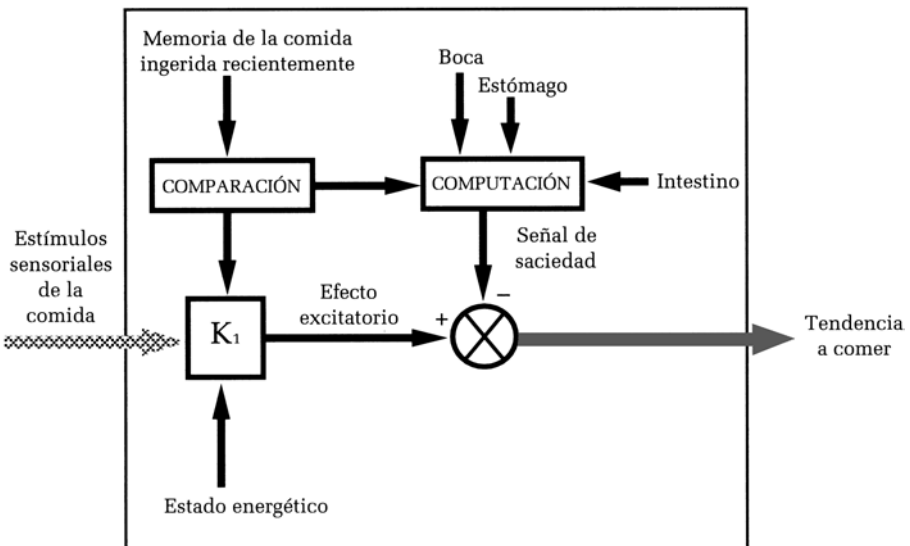 Memoria de la comida
ingerida recientemente
Boca
Estómago
COMPARACIÓN
COMPUTACIÓN
Intestino
Estímulos
sensoriales
de la
comida
Señal de
saciedad
Efecto
excitatorio
K1
+
−
Tendencia
a comer
Estado energético